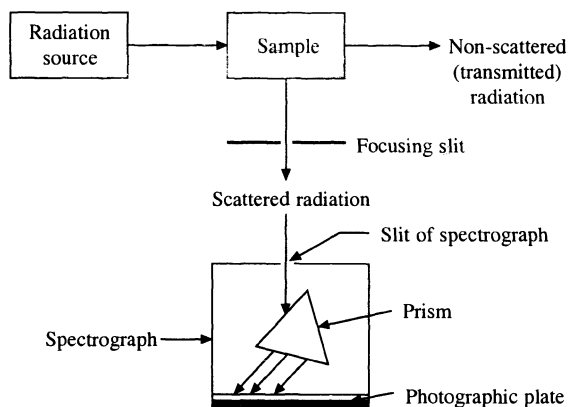 Radiation
source
Sample
Non-scattered
(transmitted)
radiation
Focusing slit
Scattered radiation
Slit of spectrograph
Prism
Spectrograph
Photographic plate